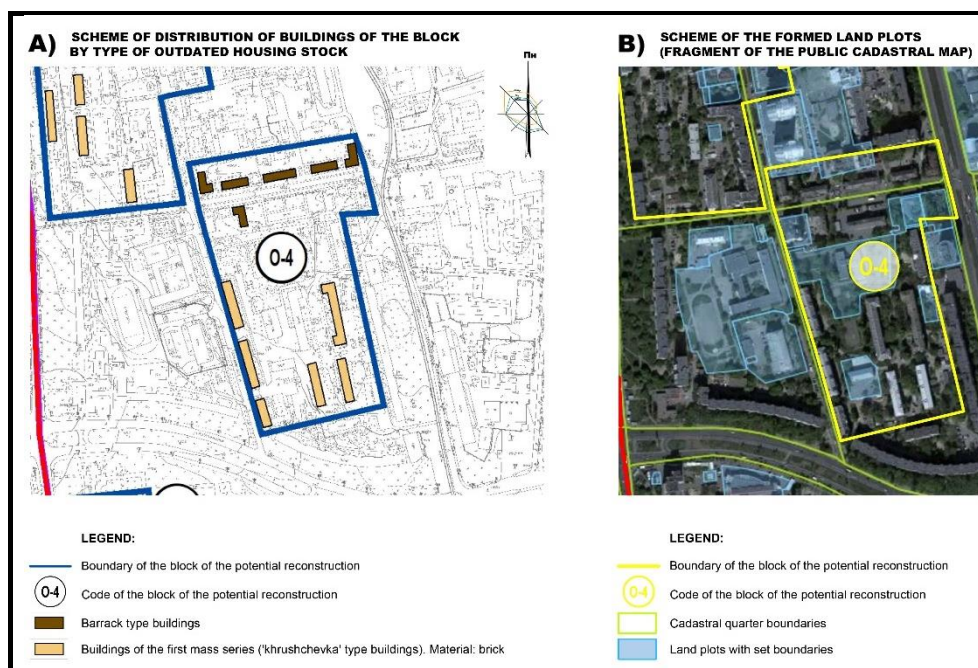 A) SCHEME OF DISTRIBUTION OF BUILDINGS OF THE BLOCK
BY TYPE OF OUTDATED HOUSING STOCK
Пн
O-4
LEGEND:
Boundary of the block of the potential reconstruction
O-4 Code of the block of the potential reconstruction
Barrack type buildings
Buildings of the first mass series ('khrushchevka' type buildings). Material: brick
B) SCHEME OF THE FORMED LAND PLOTS
(FRAGMENT OF THE PUBLIC CADASTRAL MAP)
O-4
LEGEND:
Boundary of the block of the potential reconstruction
O-4 Code of the block of the potential reconstruction
Cadastral quarter boundaries
Land plots with set boundaries